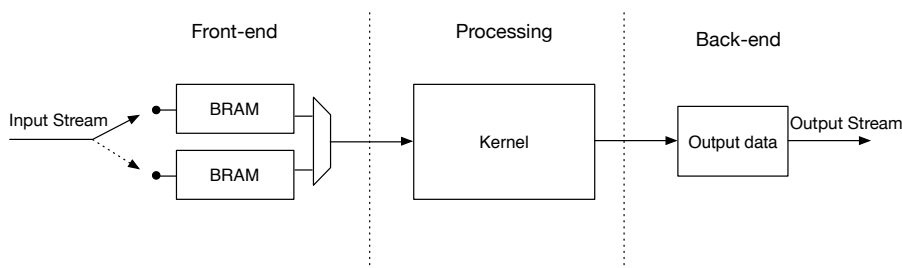 Front-end
Processing
Back-end
Input Stream
BRAM
BRAM
Kernel
Output data
Output Stream